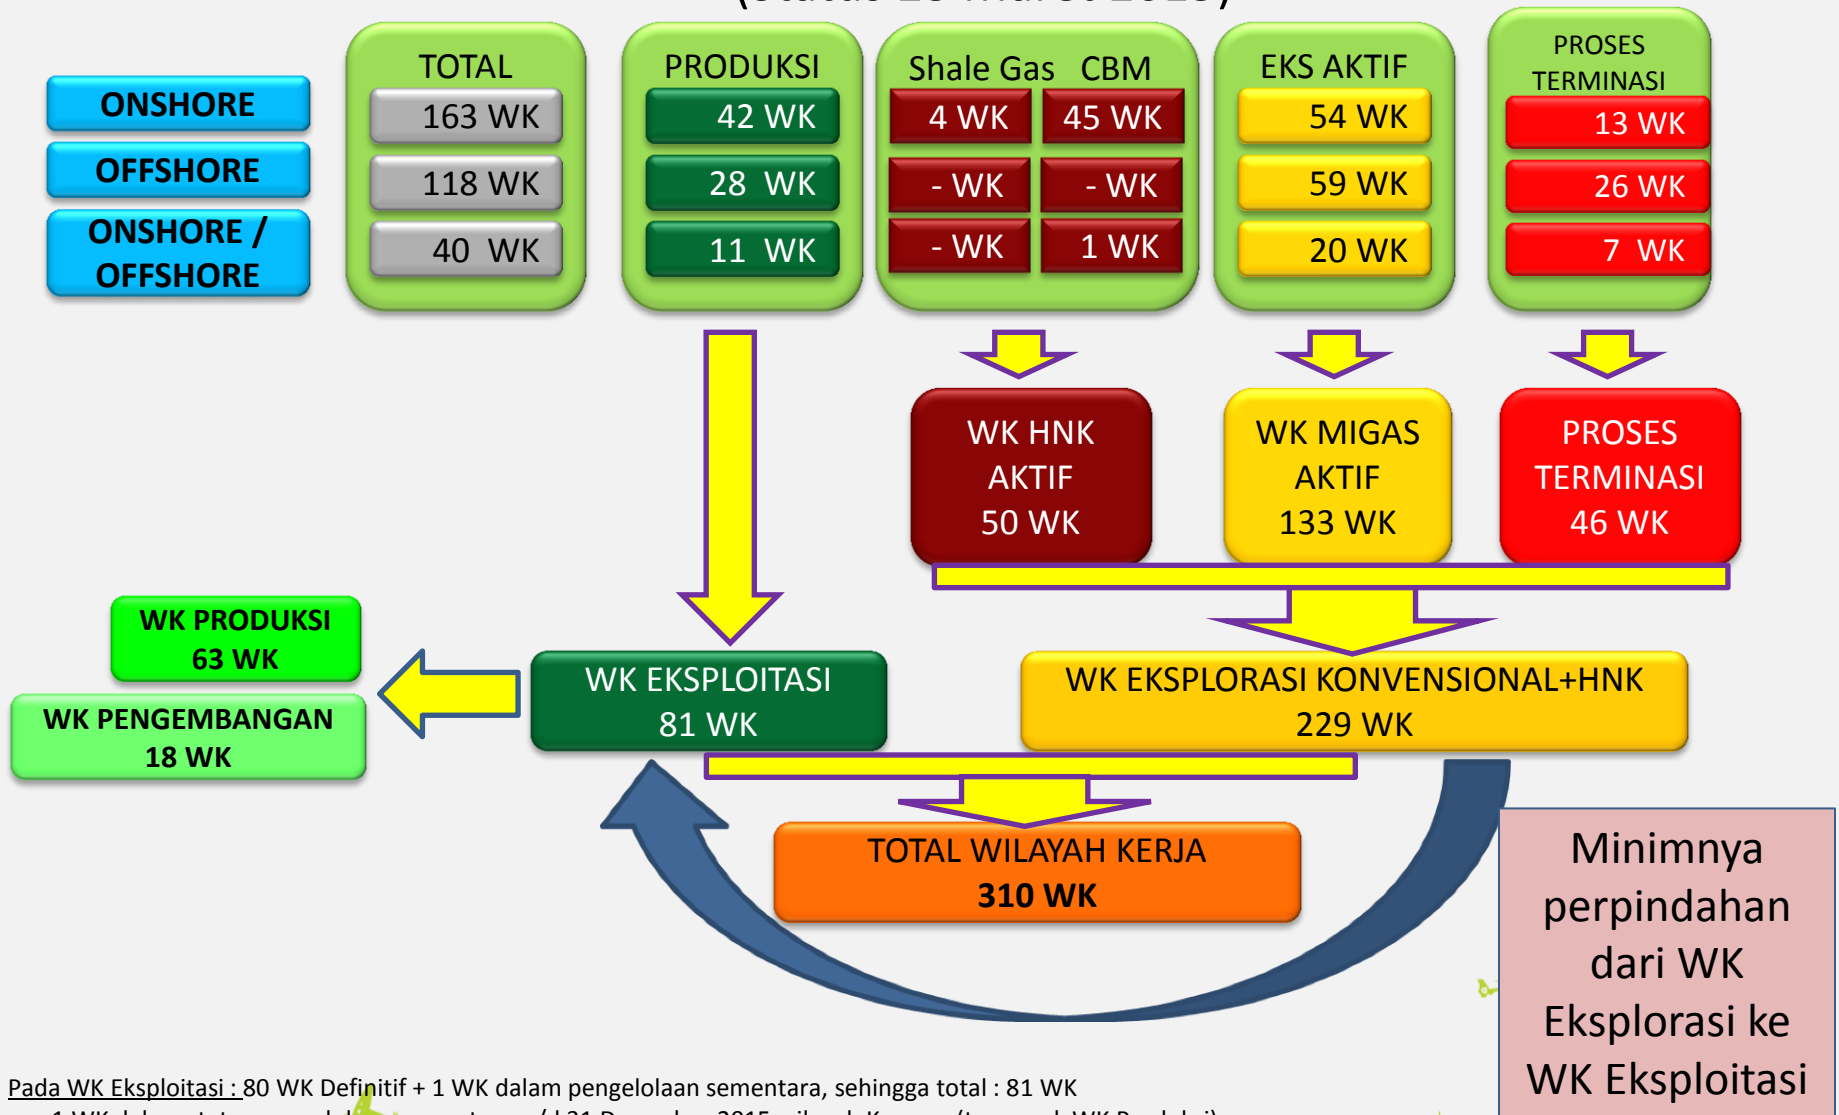 TOTAL
PRODUKSI
Shale Gas CBM
EKS AKTIF
PROSES
TERMINASI
ONSHORE
163 WK
42 WK
4 WK
45 WK
54 WK
13 WK
OFFSHORE
118 WK
28 WK
- WK
- WK
59 WK
26 WK
ONSHORE /
OFFSHORE
40 WK
11 WK
- WK
1 WK
20 WK
7 WK
WK HNK
AKTIF
50 WK
WK MIGAS
AKTIF
133 WK
PROSES
TERMINASI
46 WK
WK PRODUKSI
63 WK
WK PENGEMBANGAN
18 WK
WK EKSPLOITASI
81 WK
WK EKSPLORASI KONVENSIONAL+HNK
229 WK
TOTAL WILAYAH KERJA
310 WK
Minimnya
perpindahan
dari WK
Eksplorasi ke
WK Eksploitasi
Pada WK Eksploitasi : 80 WK Definitif + 1 WK dalam pengelolaan sementara, sehingga total : 81 WK